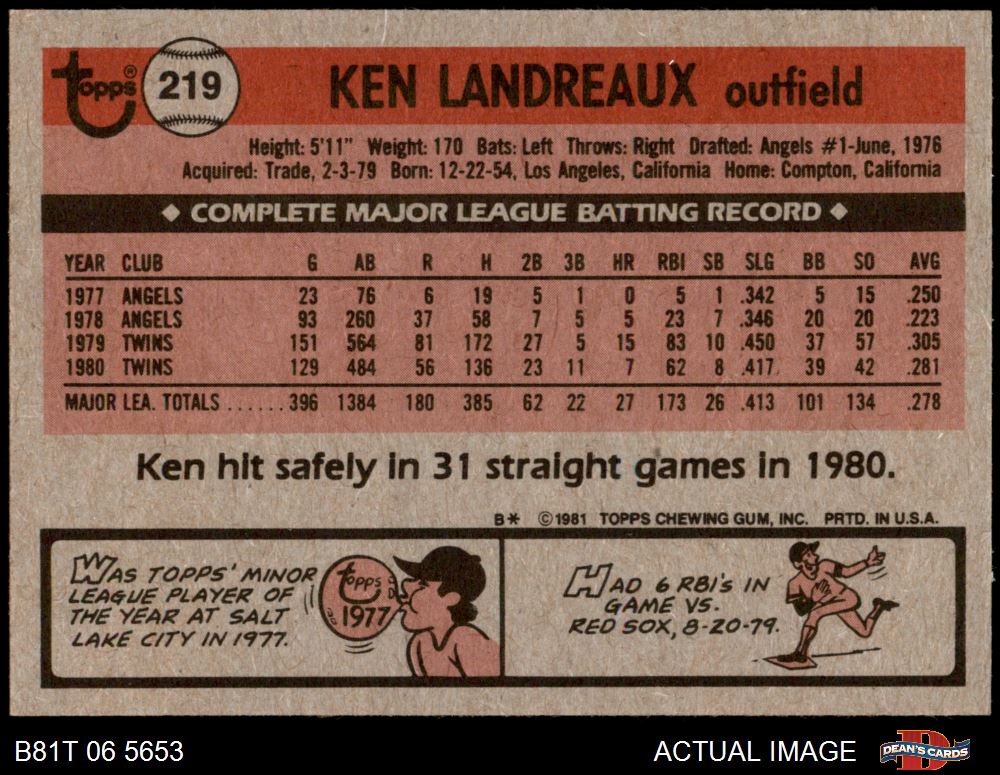 topps® 219 KEN LANDREAUX outfield
Height: 5'11" Weight: 170 Bats: Left Throws: Right Drafted: Angels #1-June, 1976
Acquired: Trade, 2-3-79 Born: 12-22-54, Los Angeles, California Home: Compton, California
◆ COMPLETE MAJOR LEAGUE BATTING RECORD ◆
YEAR CLUB G AB R H 2B 3B HR RBI SB SLG BB SO AVG
1977 ANGELS 23 76 6 19 5 1 0 5 1 .342 5 15 .250
1978 ANGELS 93 260 37 58 7 5 5 23 7 .346 20 20 .223
1979 TWINS 151 564 81 172 27 5 15 83 10 .450 37 57 .305
1980 TWINS 129 484 56 136 23 11 7 62 8 .417 39 42 .281
MAJOR LEA. TOTALS ...... 396 1384 180 385 62 22 27 173 26 .413 101 134 .278
Ken hit safely in 31 straight games in 1980.
B* ©1981 TOPPS CHEWING GUM, INC. PRTD. IN U.S.A.
WAS TOPPS' MINOR
LEAGUE PLAYER OF
THE YEAR AT SALT
LAKE CITY IN 1977.
topps
1977
HAD 6 RBI'S IN
GAME VS.
RED SOX, 8-20-79.
B81T 06 5653 ACTUAL IMAGE DEAN'S CARDS